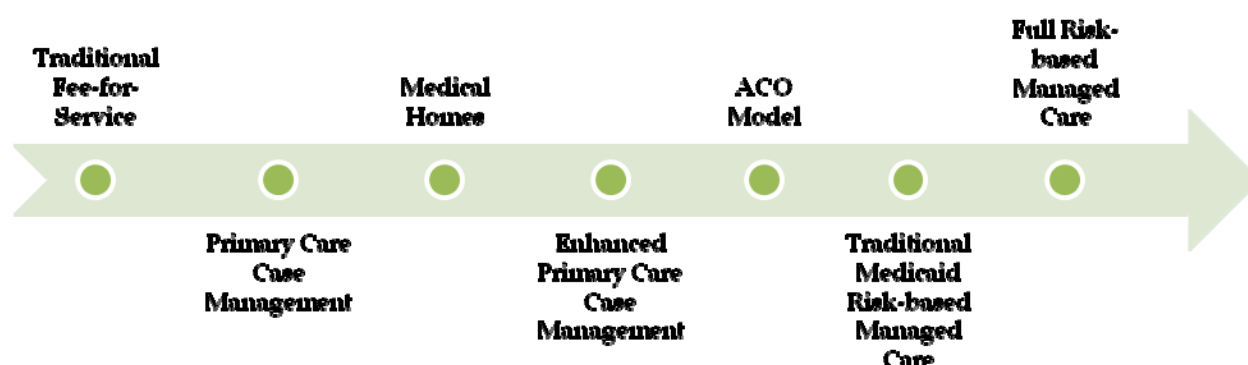 Traditional
Fee-for-
Service
Primary Care
Case
Management
Medical
Homes
Enhanced
Primary Care
Case
Management
ACO
Model
Traditional
Medicaid
Risk-based
Managed
Care
Full Risk-
based
Managed
Care